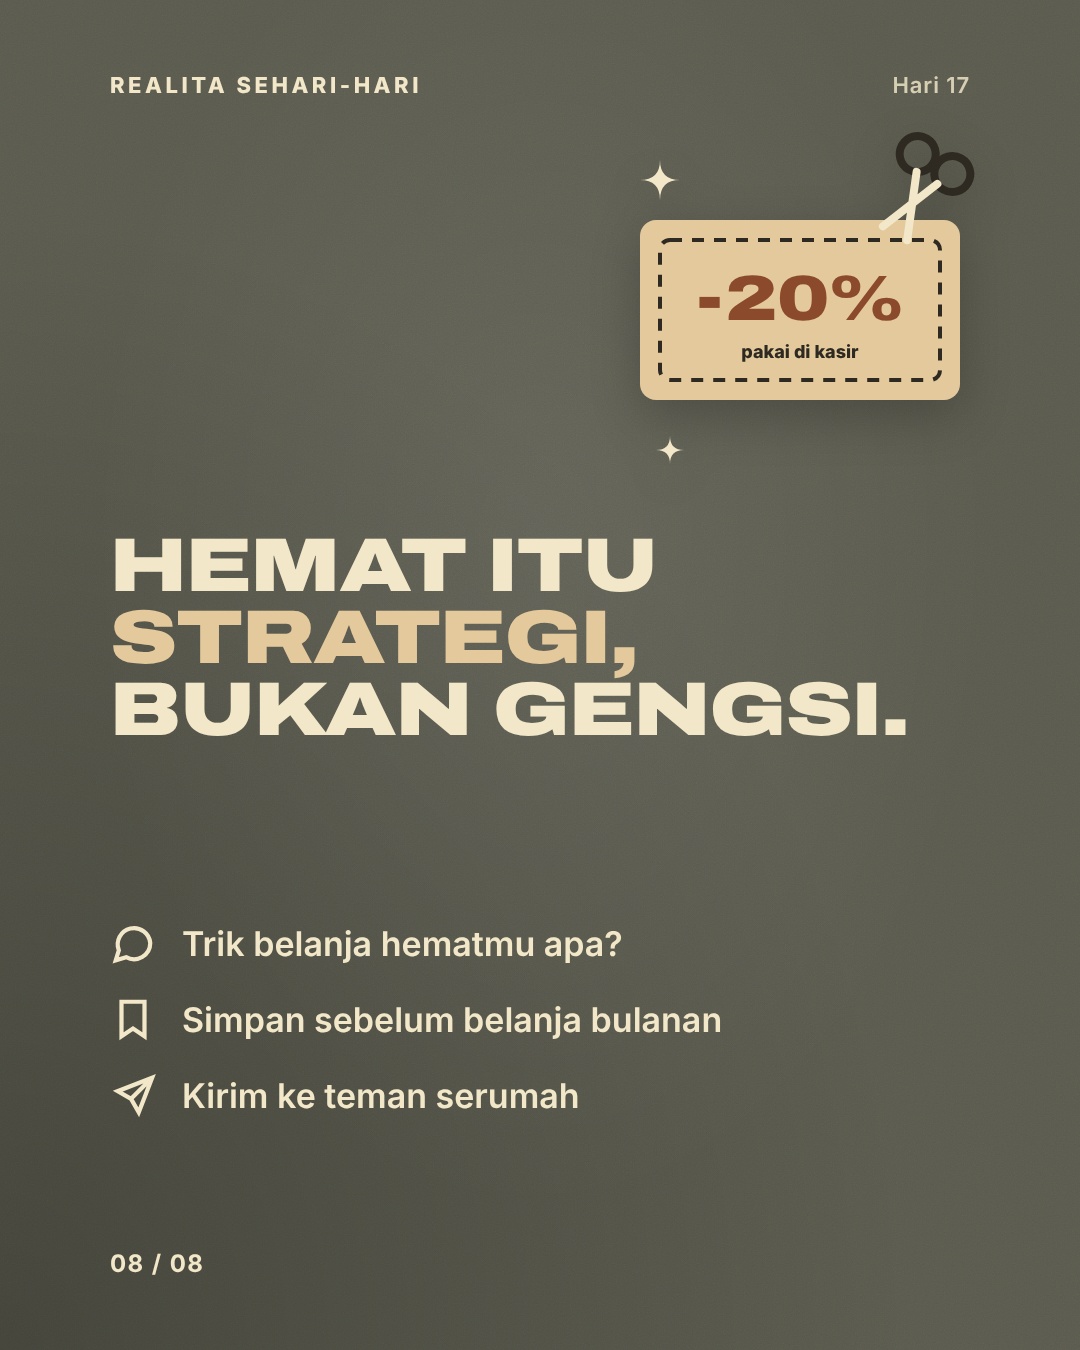 REALITA SEHARI-HARI
Hari 17
-20%
pakai di kasir
HEMAT ITU
STRATEGI,
BUKAN GENGSI.
Trik belanja hematmu apa?
Simpan sebelum belanja bulanan
Kirim ke teman serumah
08 / 08